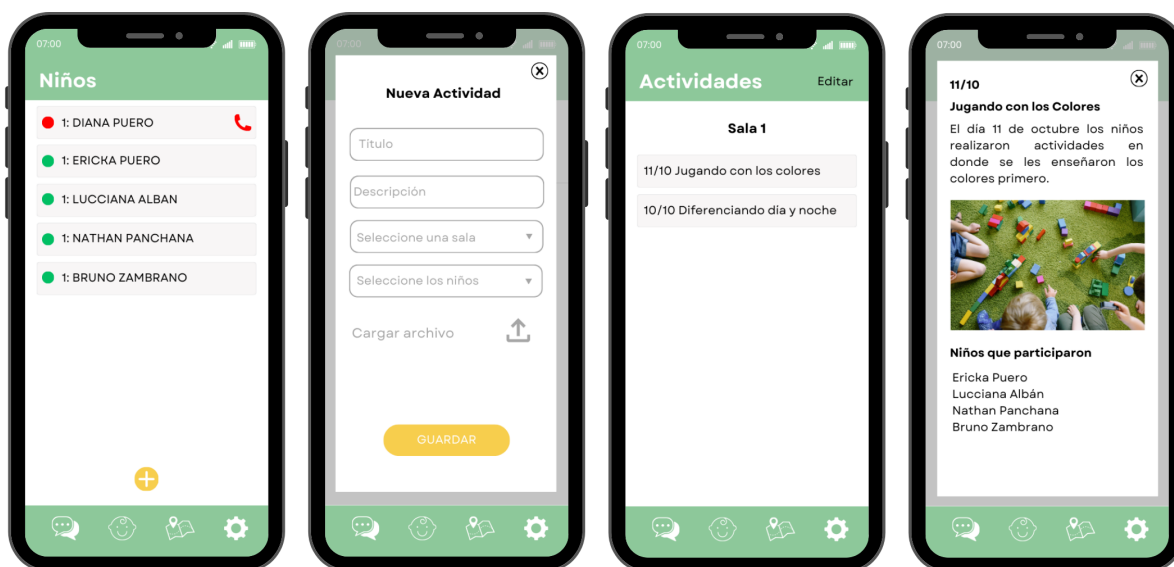 07:00
Niños
1: DIANA PUERO
1: ERICKA PUERO
1: LUCCIANA ALBAN
1: NATHAN PANCHANA
1: BRUNO ZAMBRANO
07:00
Nueva Actividad
Título
Descripción
Seleccione una sala
Seleccione los niños
Cargar archivo
GUARDAR
07:00
Actividades
Editar
Sala 1
11/10 Jugando con los colores
10/10 Diferenciando dia y noche
07:00
11/10
Jugando con los Colores
El día 11 de octubre los niños
realizaron actividades en
donde se les enseñaron los
colores primero.
Niños que participaron
Ericka Puero
Lucciana Albán
Nathan Panchana
Bruno Zambrano